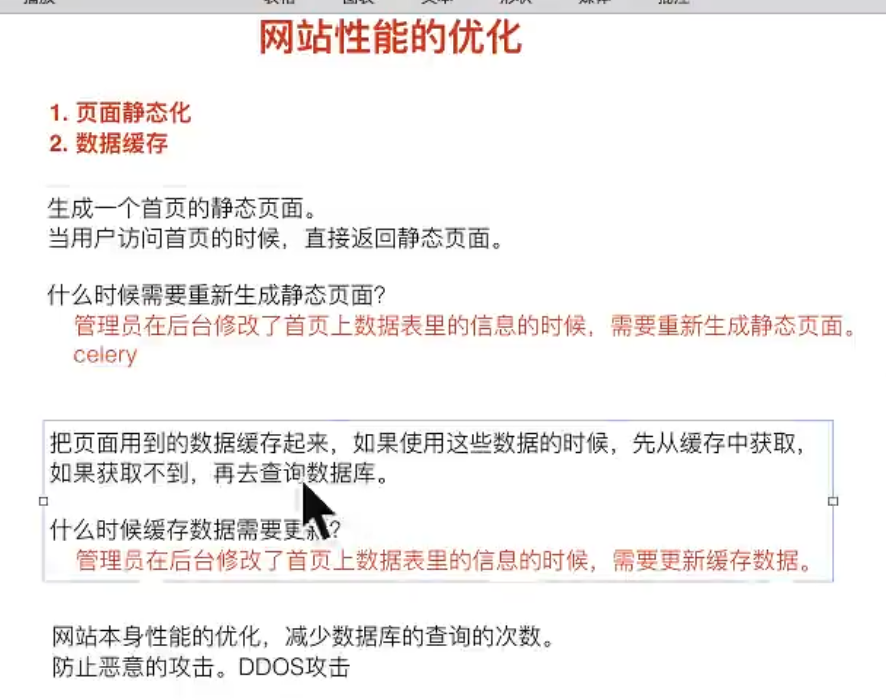 网站性能的优化
1. 页面静态化
2. 数据缓存
生成一个首页的静态页面。
当用户访问首页的时候，直接返回静态页面。
什么时候需要重新生成静态页面?
管理员在后台修改了首页上数据表里的信息的时候，需要重新生成静态页面。
celery
把页面用到的数据缓存起来，如果使用这些数据的时候，先从缓存中获取，
如果获取不到，再去查询数据库。
什么时候缓存数据需要更新?
管理员在后台修改了首页上数据表里的信息的时候，需要更新缓存数据。
网站本身性能的优化，减少数据库的查询的次数。
防止恶意的攻击。DDOS攻击